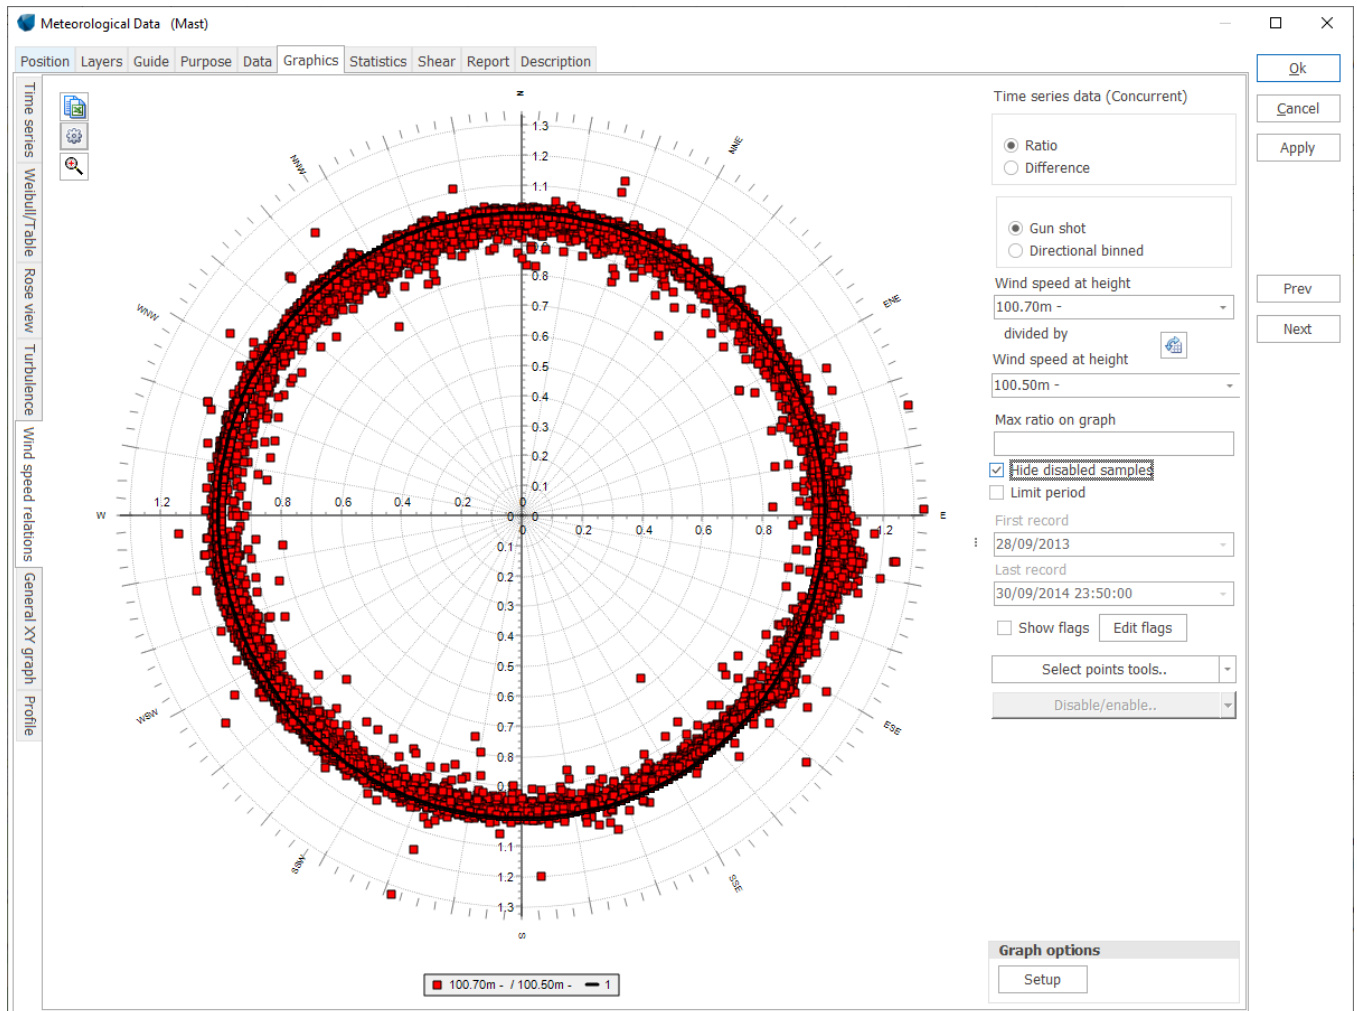 Meteorological Data (Mast)
Position Layers Guide Purpose Data Graphics Statistics Shear Report Description
Time series
Weibull/Table
Rose view
Turbulence
Wind speed relations
General XY graph
Profile
N
NNE
ENE
E
ESE
SSE
S
SSW
WSW
W
WNW
NNW
1.3
1.2
1.1
0.9
0.8
0.7
0.6
0.5
0.4
0.3
0.2
0.1
1.2 0.8 0.6 0.4 0.2 0
0 0
0 0.2 0.4 0.6 0.8 1.2
0.1
0.2
0.3
0.4
0.5
0.6
0.7
0.8
1.1
1.2
1.3
100.70m - / 100.50m - 1
Time series data (Concurrent)
Ratio
Difference
Gun shot
Directional binned
Wind speed at height
100.70m -
divided by
Wind speed at height
100.50m -
Max ratio on graph
Hide disabled samples
Limit period
First record
28/09/2013
Last record
30/09/2014 23:50:00
Show flags Edit flags
Select points tools..
Disable/enable..
Graph options
Setup
Ok
Cancel
Apply
Prev
Next